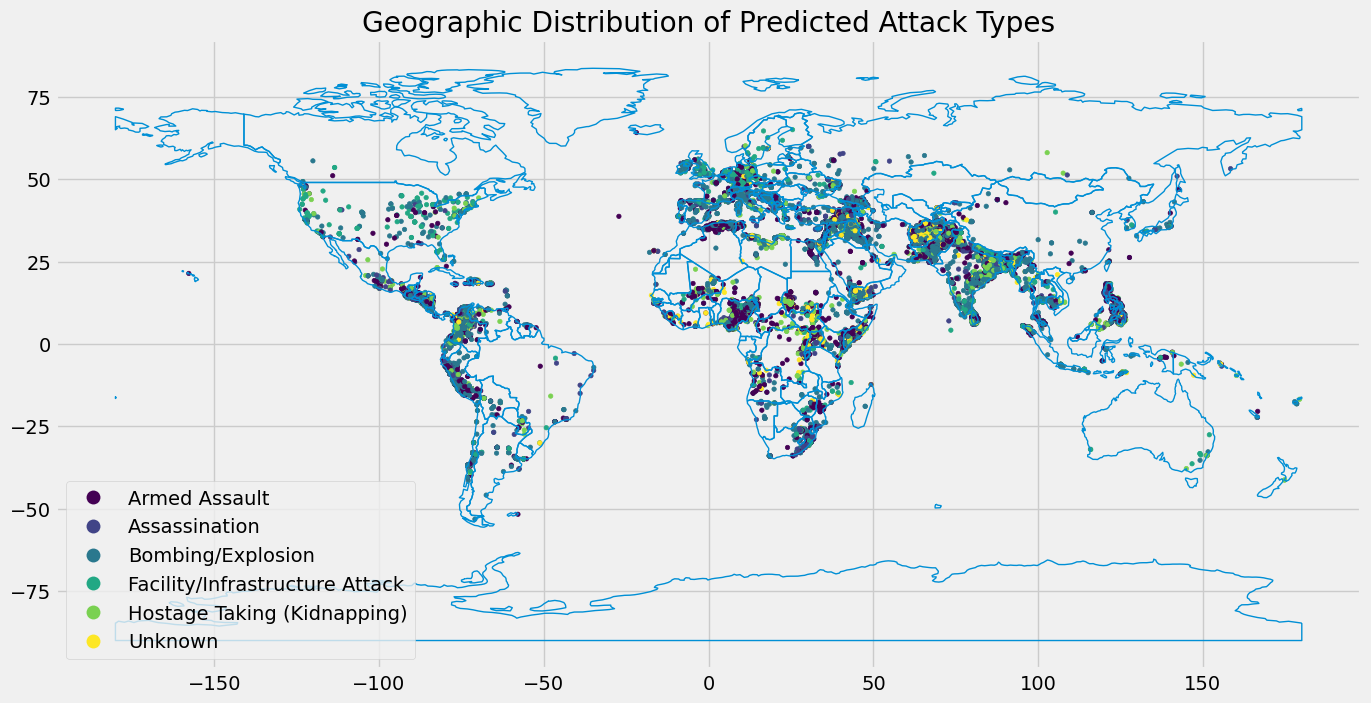 Geographic Distribution of Predicted Attack Types
75
50
25
0
−25
−50
−75
Armed Assault
Assassination
Bombing/Explosion
Facility/Infrastructure Attack
Hostage Taking (Kidnapping)
Unknown
−150
−100
−50
0
50
100
150